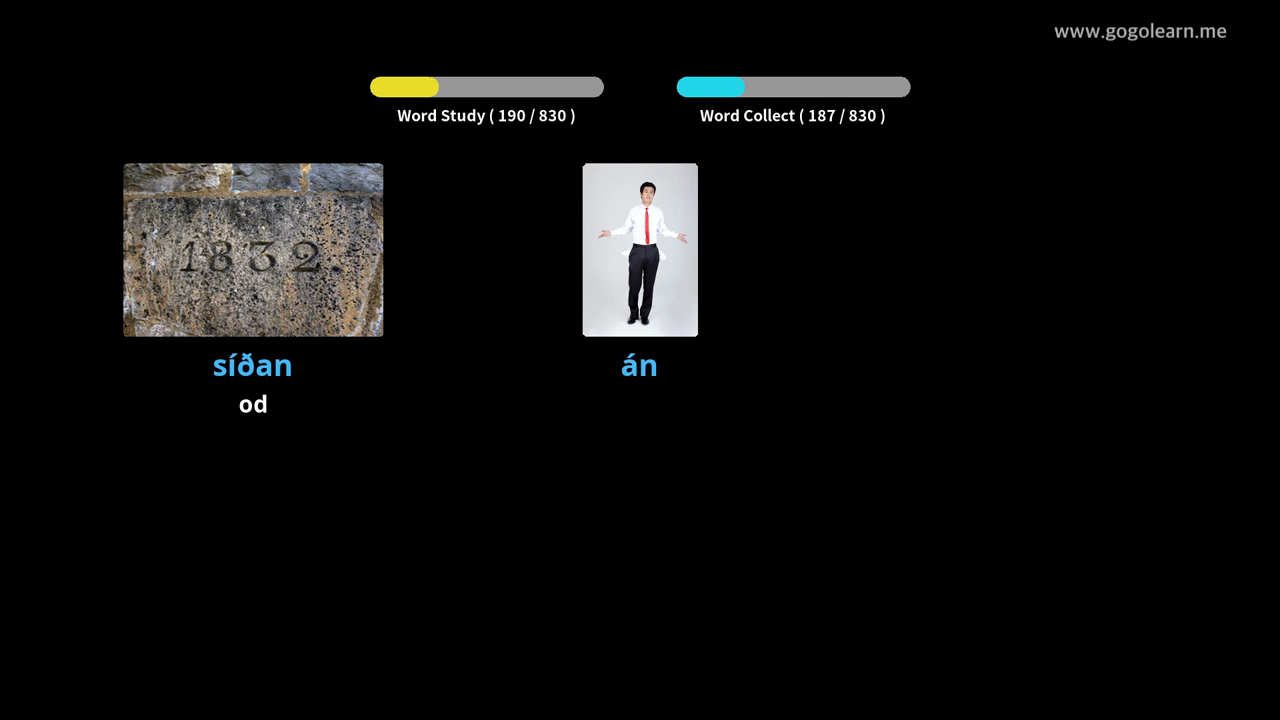 www.gogolearn.me
Word Study ( 190 / 830 )
Word Collect ( 187 / 830 )
1832.
síðan
od
án